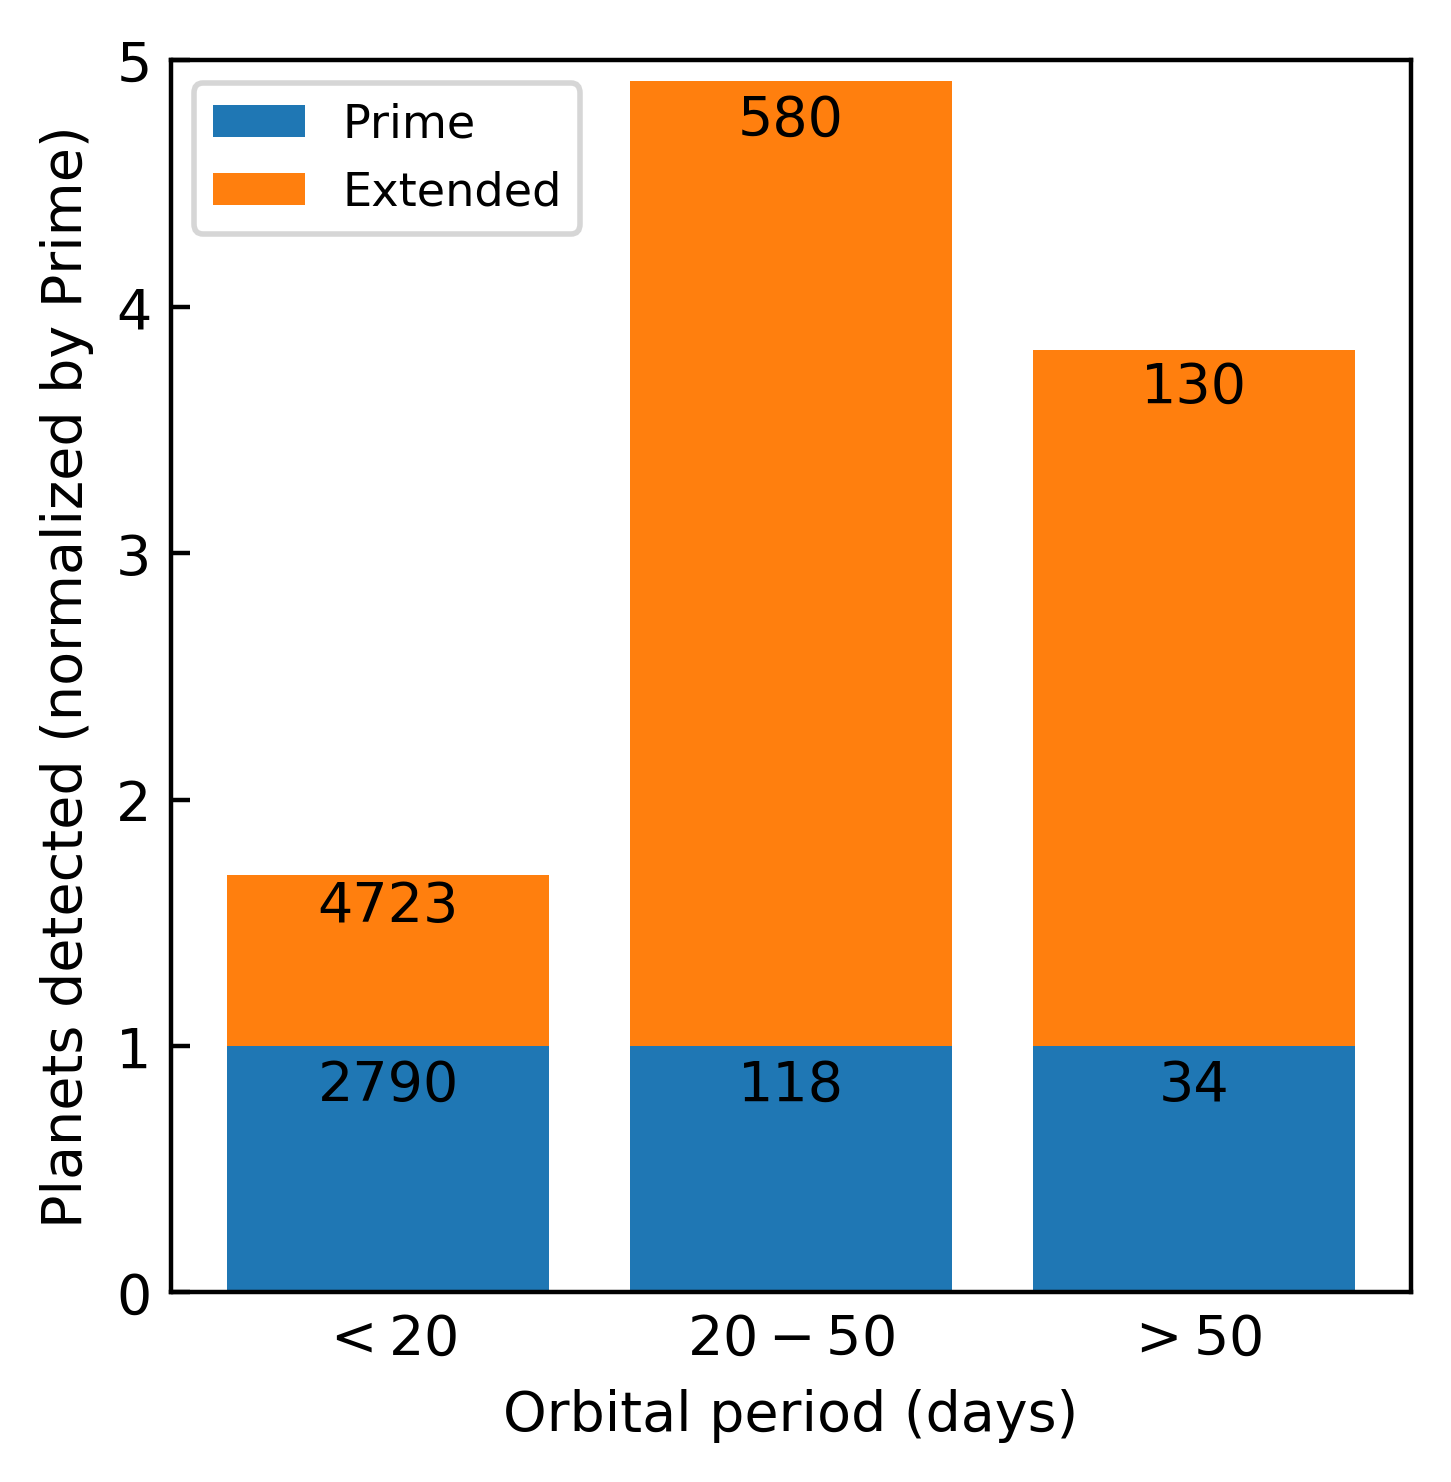 Planets detected (normalized by Prime)
5
4
3
2
1
0
Prime
Extended
580
130
4723
2790
118
34
< 20
20 − 50
> 50
Orbital period (days)